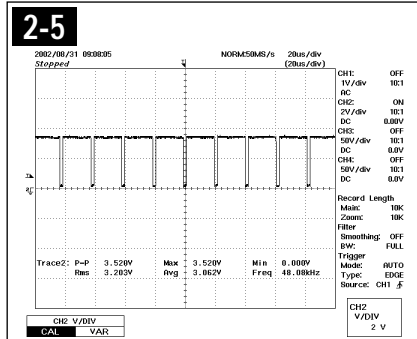 2-5
2002/08/31 09:08:05 NORM:50MS/s 20us/div
Stopped (20us/div)
CH1: OFF
1V/div 10:1
AC
CH2: ON
2V/div 10:1
DC 0.00V
CH3: OFF
50V/div 10:1
DC 0.0V
CH4: OFF
50V/div 10:1
DC 0.0V
Record Length
Main: 10K
Zoom: 10K
Filter
Smoothing: OFF
BW: FULL
Trigger
Mode: AUTO
Type: EDGE
Source: CH1
Trace2: P-P 3.520V Max 3.520V Min 0.000V
Rms 3.203V Avg 3.062V Freq 48.08kHz
CH2 V/DIV
CAL VAR
CH2
V/DIV
2 V